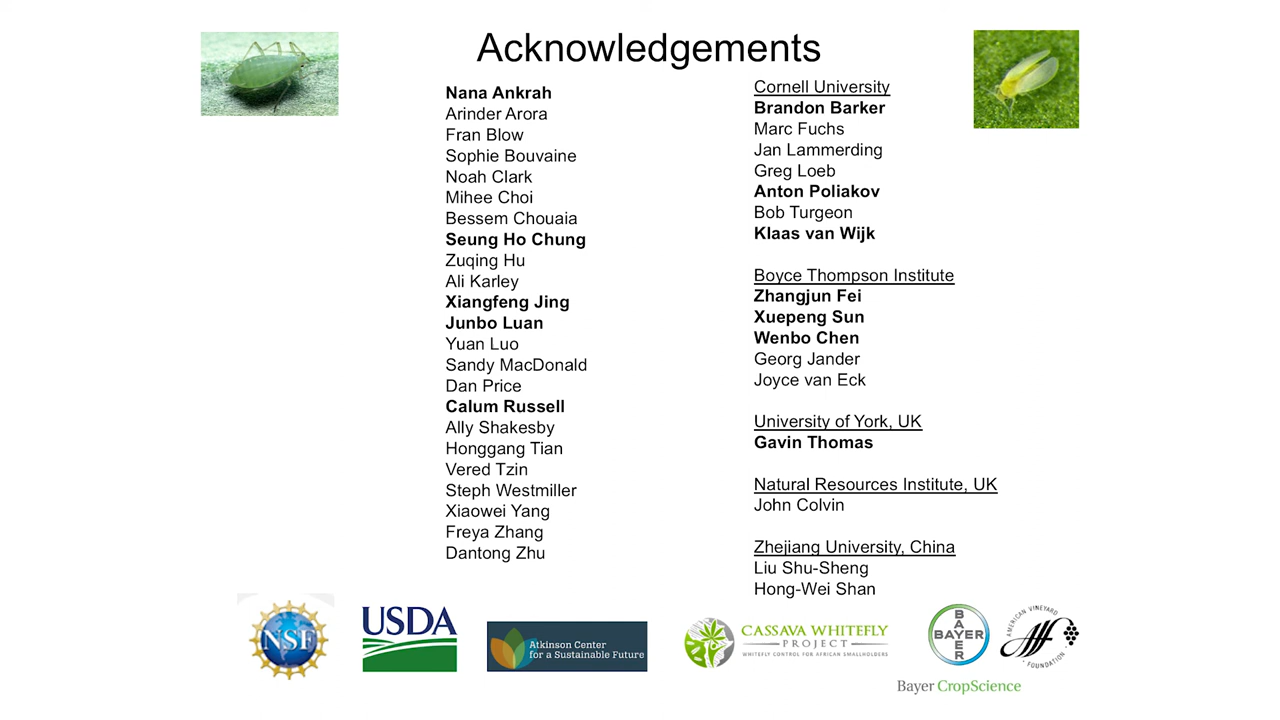 Acknowledgements
Nana Ankrah
Arinder Arora
Fran Blow
Sophie Bouvaine
Noah Clark
Mihee Choi
Bessem Chouaia
Seung Ho Chung
Zuqing Hu
Ali Karley
Xiangfeng Jing
Junbo Luan
Yuan Luo
Sandy MacDonald
Dan Price
Calum Russell
Ally Shakesby
Honggang Tian
Vered Tzin
Steph Westmiller
Xiaowei Yang
Freya Zhang
Dantong Zhu
Cornell University
Brandon Barker
Marc Fuchs
Jan Lammerding
Greg Loeb
Anton Poliakov
Bob Turgeon
Klaas van Wijk
Boyce Thompson Institute
Zhangjun Fei
Xuepeng Sun
Wenbo Chen
Georg Jander
Joyce van Eck
University of York, UK
Gavin Thomas
Natural Resources Institute, UK
John Colvin
Zhejiang University, China
Liu Shu-Sheng
Hong-Wei Shan
NSF
USDA
Atkinson Center
for a Sustainable Future
CASSAVA WHITEFLY
PROJECT
WHITEFLY CONTROL FOR AFRICAN SMALLHOLDERS
BAYER
BAYER
Bayer CropScience
AMERICAN VINEYARD
FOUNDATION